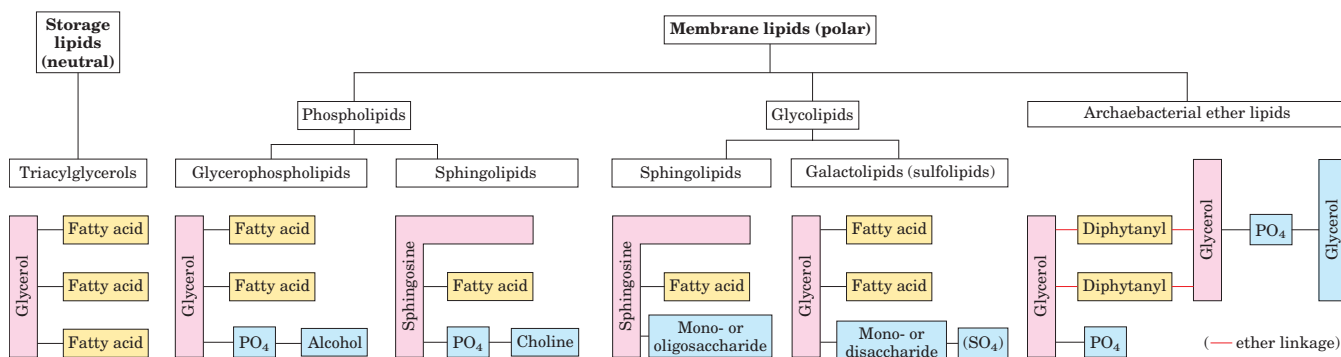 Storage
lipids
(neutral)
Membrane lipids (polar)
Phospholipids
Glycolipids
Archaebacterial ether lipids
Triacylglycerols
Glycerophospholipids
Sphingolipids
Sphingolipids
Galactolipids (sulfolipids)
Glycerol
Fatty acid
Fatty acid
Fatty acid
Glycerol
Fatty acid
Fatty acid
PO4
Alcohol
Sphingosine
Fatty acid
PO4
Choline
Sphingosine
Fatty acid
Mono- or
oligosaccharide
Glycerol
Fatty acid
Fatty acid
Mono- or
disaccharide
(SO4)
Glycerol
Diphytanyl
Diphytanyl
PO4
Glycerol
PO4
Glycerol
(— ether linkage)